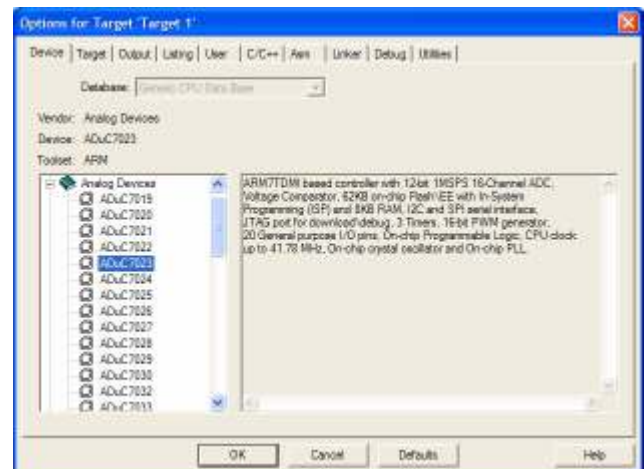 Options for Target 'Target 1'
Device Target Output Listing User C/C++ Asm Linker Debug Utilities
Database: Generic CPU Data Base
Vendor: Analog Devices
Device: ADuC7023
Toolset: ARM
Analog Devices
ADuC7019
ADuC7020
ADuC7021
ADuC7022
ADuC7023
ADuC7024
ADuC7025
ADuC7026
ADuC7027
ADuC7028
ADuC7029
ADuC7030
ADuC7032
ADuC7033
ARM7TDMI based controller with 12-bit 1MSPS 16-Channel ADC,
Voltage Comparator, 62KB on-chip Flash\EE with In-System
Programming (ISP) and 8KB RAM, I2C and SPI serial interface,
JTAG port for download/debug, 3 Timers, 16-bit PWM generator,
20 General purpose I/O pins. On-chip Programmable Logic, CPU clock
up to 41.78 MHz, On-chip crystal oscillator and On-chip PLL.
OK Cancel Defaults Help